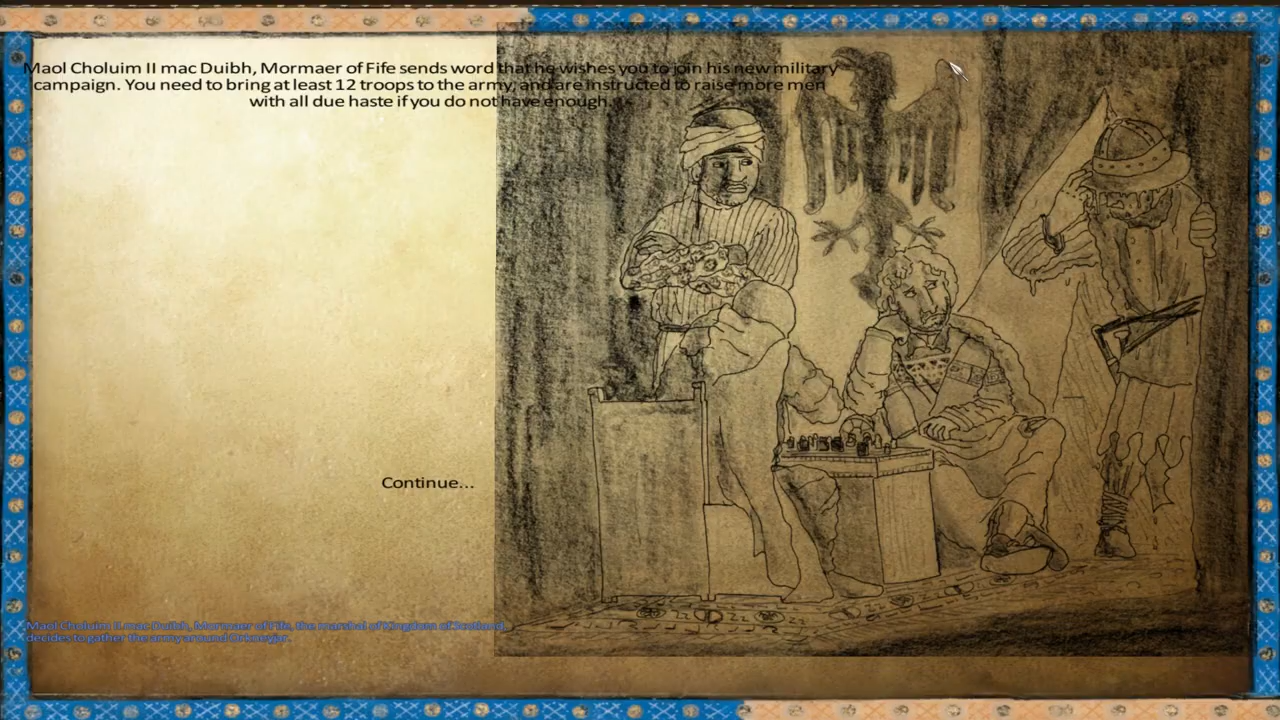 Maol Choluim II mac Duibh, Mormaer of Fife sends word that he wishes you to join his new military
campaign. You need to bring at least 12 troops to the army, and are instructed to raise more men
with all due haste if you do not have enough.
Continue...
Maol Choluim II mac Duibh, Mormaer of Fife, the marshal of Kingdom of Scotland
decides to gather the army around